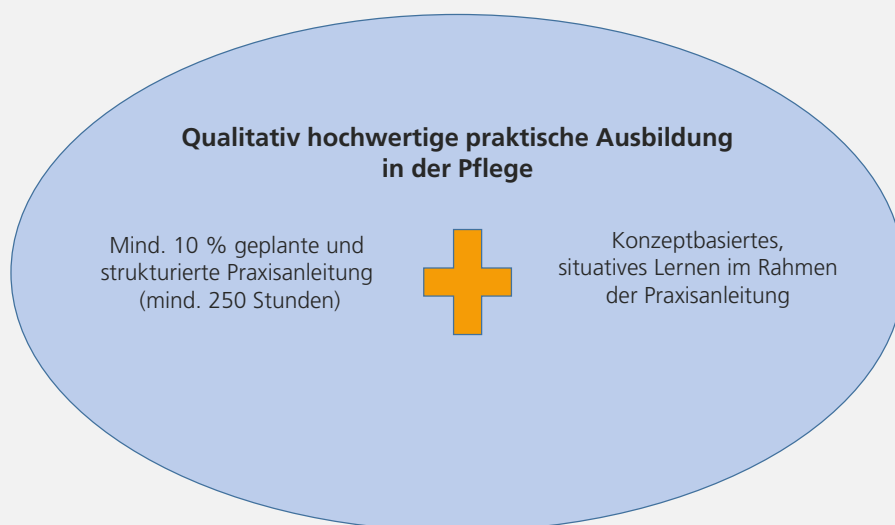 Qualitativ hochwertige praktische Ausbildung
in der Pflege
Mind. 10 % geplante und
strukturierte Praxisanleitung
(mind. 250 Stunden)
Konzeptbasiertes,
situatives Lernen im Rahmen
der Praxisanleitung